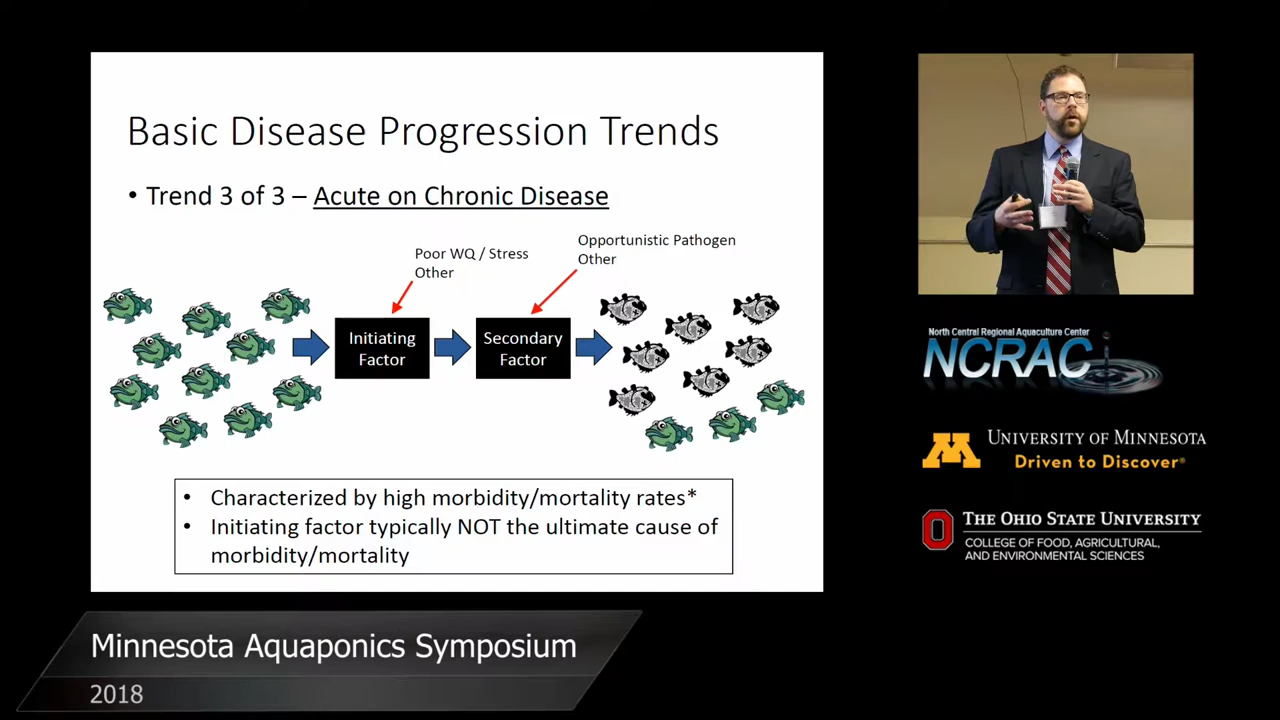 Basic Disease Progression Trends
• Trend 3 of 3 – Acute on Chronic Disease
Poor WQ / Stress
Other
Opportunistic Pathogen
Other
Initiating
Factor
Secondary
Factor
• Characterized by high morbidity/mortality rates*
• Initiating factor typically NOT the ultimate cause of
morbidity/mortality
North Central Regional Aquaculture Center
NCRAC
M
UNIVERSITY OF MINNESOTA
Driven to Discover®
O
THE OHIO STATE UNIVERSITY
COLLEGE OF FOOD, AGRICULTURAL,
AND ENVIRONMENTAL SCIENCES
Minnesota Aquaponics Symposium
2018